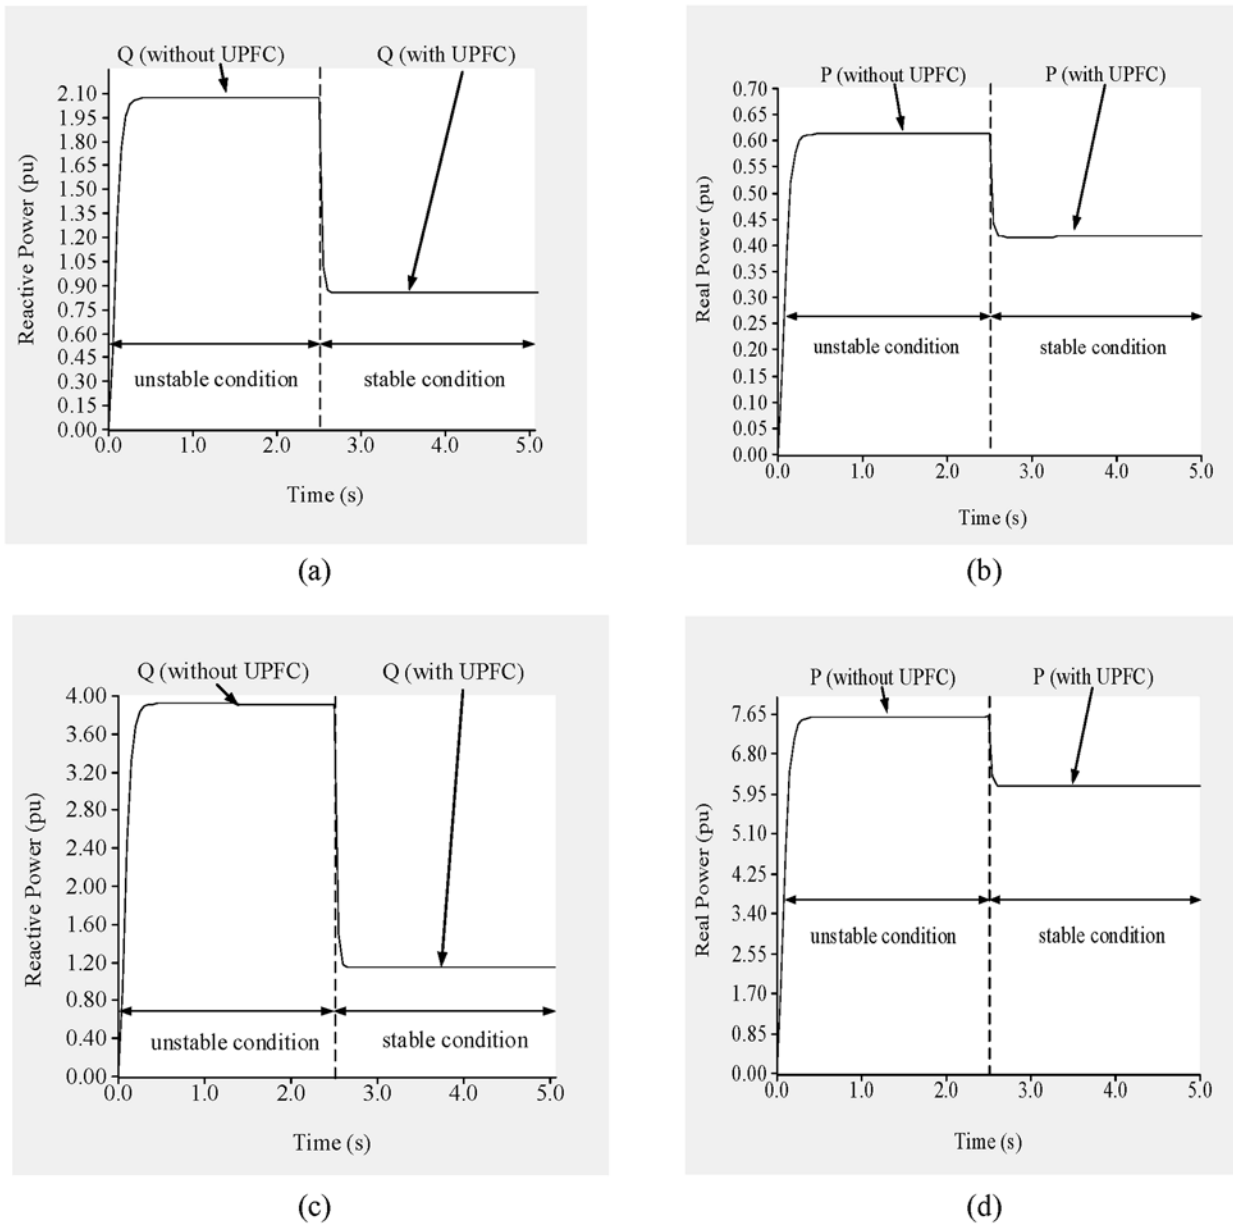 Q (without UPFC) Q (with UPFC)
2.10
1.95
1.80
1.65
1.50
1.35
1.20
1.05
0.90
0.75
0.60
0.45
0.30
0.15
0.00
Reactive Power (pu)
unstable condition stable condition
0.0 1.0 2.0 3.0 4.0 5.0
Time (s)
(a)
P (without UPFC) P (with UPFC)
0.70
0.65
0.60
0.55
0.50
0.45
0.40
0.35
0.30
0.25
0.20
0.15
0.10
0.05
0.00
Real Power (pu)
unstable condition stable condition
0.0 1.0 2.0 3.0 4.0 5.0
Time (s)
(b)
Q (without UPFC) Q (with UPFC)
4.00
3.60
3.20
2.80
2.40
2.00
1.60
1.20
0.80
0.40
0.00
Reactive Power (pu)
unstable condition stable condition
0.0 1.0 2.0 3.0 4.0 5.0
Time (s)
(c)
P (without UPFC) P (with UPFC)
7.65
6.80
5.95
5.10
4.25
3.40
2.55
1.70
0.85
0.00
Real Power (pu)
unstable condition stable condition
0.0 1.0 2.0 3.0 4.0 5.0
Time (s)
(d)